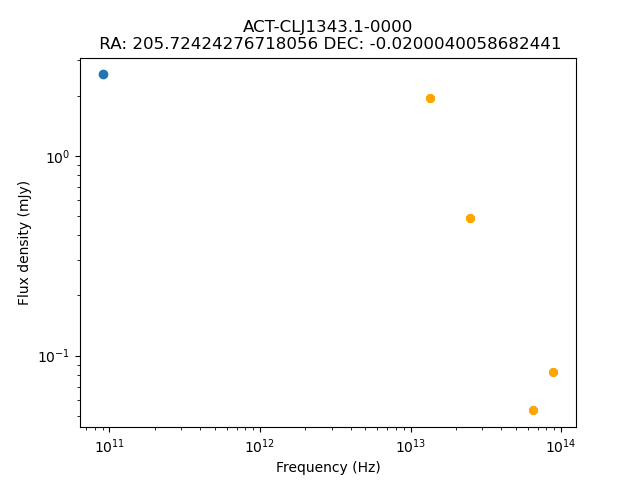 ACT-CLJ1343.1-0000
RA: 205.72424276718056 DEC: -0.0200040058682441
Flux density (mJy)
10⁰
10⁻¹
10¹¹
10¹²
10¹³
10¹⁴
Frequency (Hz)